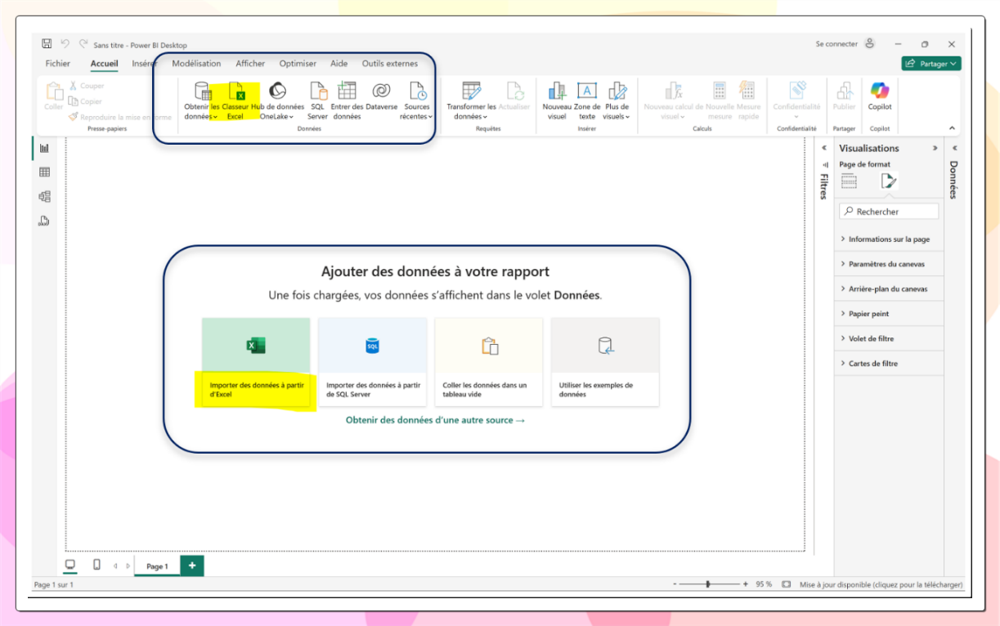 Sans titre - Power BI Desktop
Se connecter
Fichier Accueil Insérer Modélisation Afficher Optimiser Aide Outils externes
Partager
Coller
Couper
Copier
Reproduire la mise en forme
Presse-papiers
Obtenir les données
Classeur Excel
Hub de données OneLake
SQL Server
Entrer des données
Dataverse
Sources récentes
Données
Transformer les données
Actualiser
Requêtes
Nouveau visuel
Zone de texte
Plus de visuels
Insérer
Nouveau calcul de visuel
Nouvelle mesure
Mesure rapide
Calculs
Confidentialité
Confidentialité
Publier
Partager
Copilot
Copilot
Filtres
Visualisations
Page de format
Rechercher
Informations sur la page
Paramètres du canevas
Arrière-plan du canevas
Papier peint
Volet de filtre
Cartes de filtre
Données
Ajouter des données à votre rapport
Une fois chargées, vos données s'affichent dans le volet Données.
SQL
Importer des données à partir
d'Excel
Importer des données à partir
de SQL Server
Coller les données dans un
tableau vide
Utiliser les exemples de
données
Obtenir des données d'une autre source →
Page 1
Page 1 sur 1
- + 95 %
Mise à jour disponible (cliquez pour la télécharger)